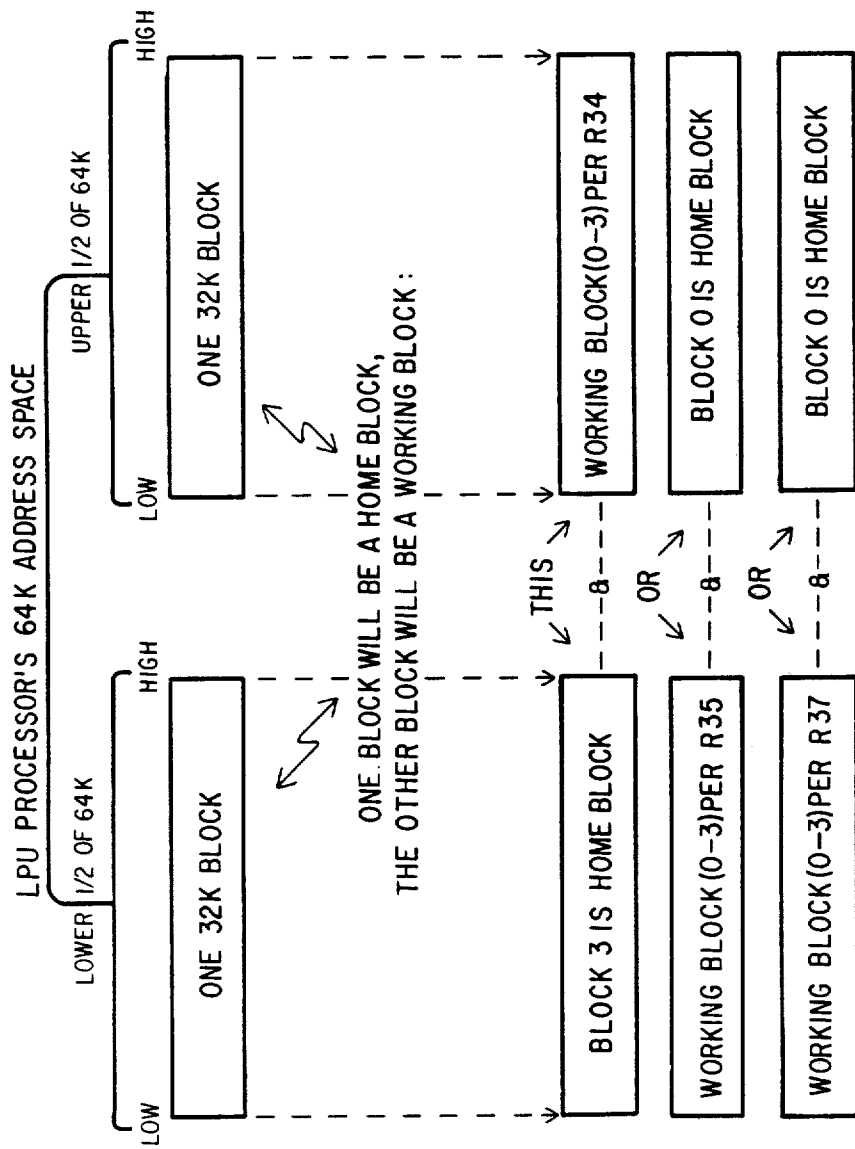 LPU PROCESSOR'S 64K ADDRESS SPACE
LOWER 1/2 OF 64K
UPPER 1/2 OF 64K
LOW
HIGH
LOW
HIGH
ONE 32K BLOCK
ONE 32K BLOCK
ONE BLOCK WILL BE A HOME BLOCK,
THE OTHER BLOCK WILL BE A WORKING BLOCK:
THIS
BLOCK 3 IS HOME BLOCK
&
WORKING BLOCK(0-3)PER R34
OR
WORKING BLOCK(0-3)PER R35
&
BLOCK 0 IS HOME BLOCK
OR
WORKING BLOCK(0-3)PER R37
&
BLOCK 0 IS HOME BLOCK